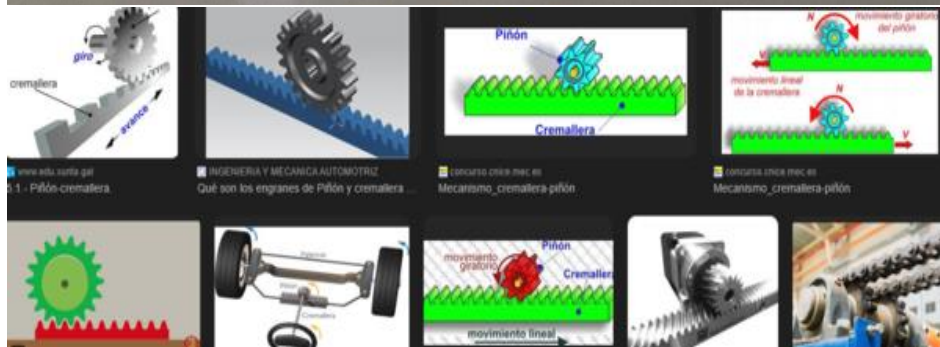 giro
cremallera
avance
www.edu.xunta.gal
5.1 - Piñón-cremallera.
INGENIERIA Y MECANICA AUTOMOTRIZ
Qué son los engranes de Piñón y cremallera ...
Piñón
Cremallera
concurso.cnice.mec.es
Mecanismo_cremallera-piñón
N
movimiento giratorio
del piñón
V
movimiento lineal
de la cremallera
N
V
concurso.cnice.mec.es
Mecanismo_cremallera-piñón
Cremallera
movimiento
giratorio
Piñón
Cremallera
movimiento lineal